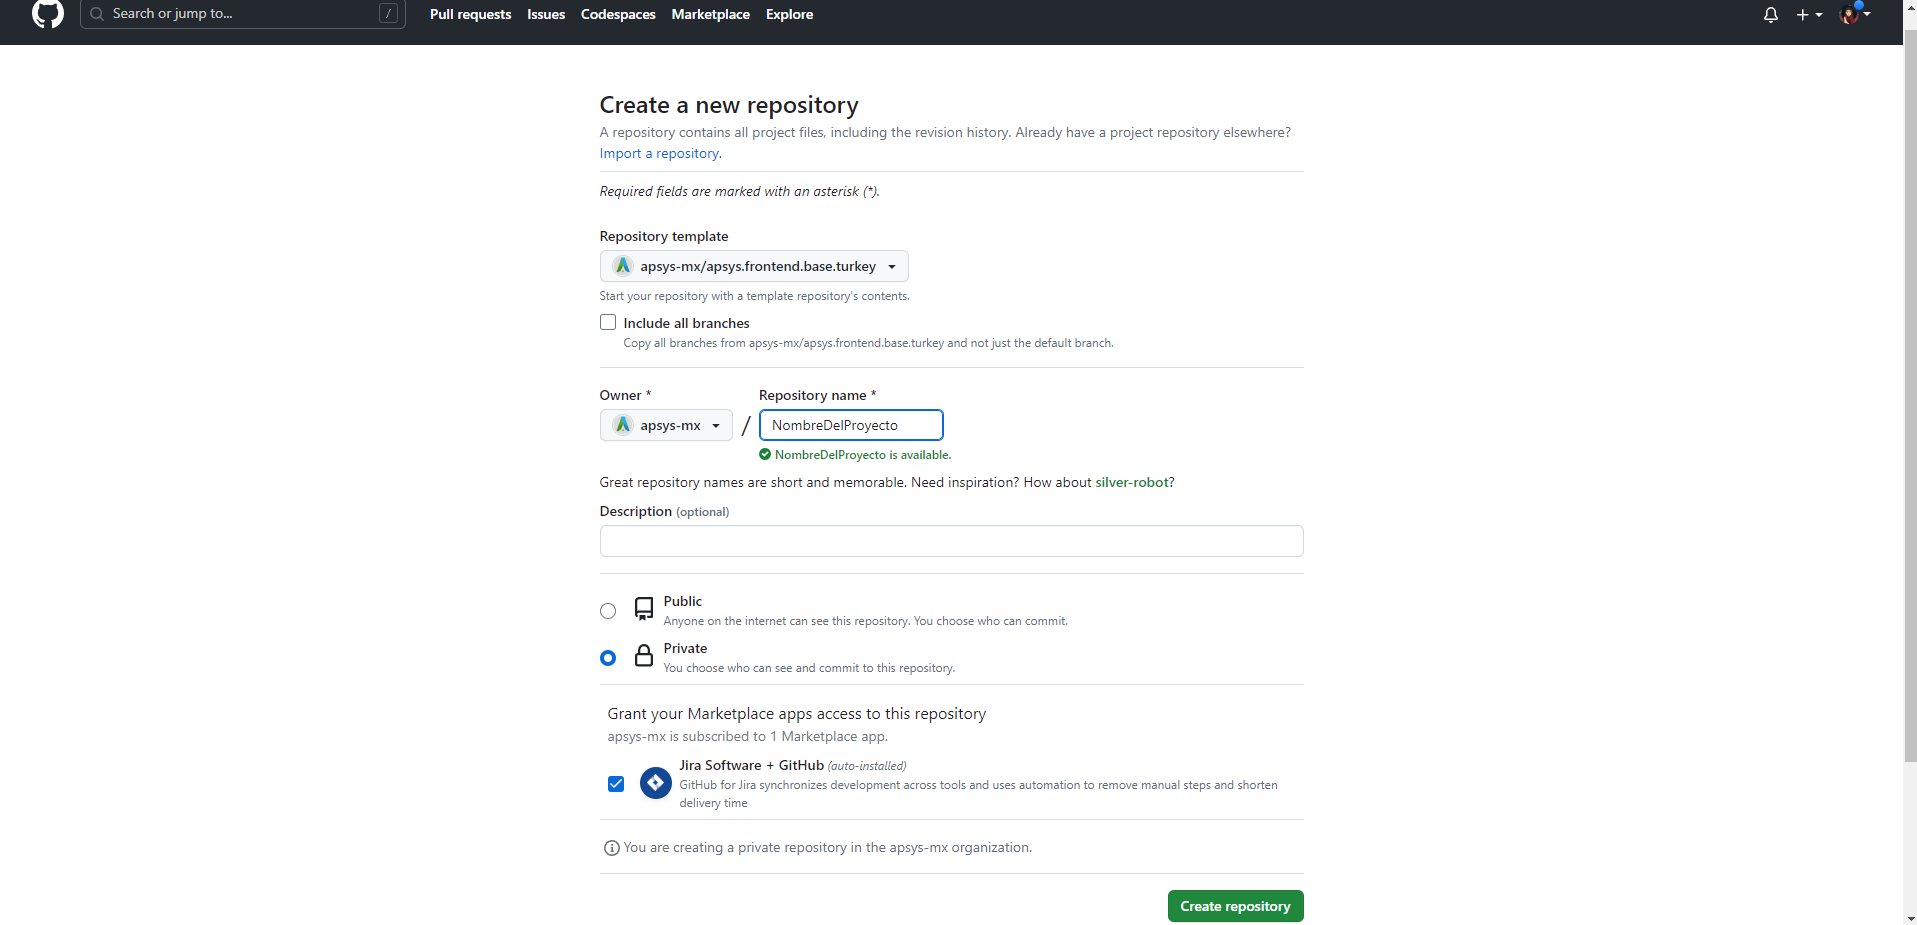 Search or jump to...
/
Pull requests
Issues
Codespaces
Marketplace
Explore
Create a new repository
A repository contains all project files, including the revision history. Already have a project repository elsewhere?
Import a repository.
Required fields are marked with an asterisk (*).
Repository template
apsys-mx/apsys.frontend.base.turkey
Start your repository with a template repository's contents.
Include all branches
Copy all branches from apsys-mx/apsys.frontend.base.turkey and not just the default branch.
Owner *
Repository name *
apsys-mx
/
NombreDelProyecto
NombreDelProyecto is available.
Great repository names are short and memorable. Need inspiration? How about silver-robot?
Description (optional)
Public
Anyone on the internet can see this repository. You choose who can commit.
Private
You choose who can see and commit to this repository.
Grant your Marketplace apps access to this repository
apsys-mx is subscribed to 1 Marketplace app.
Jira Software + GitHub (auto-installed)
GitHub for Jira synchronizes development across tools and uses automation to remove manual steps and shorten
delivery time
You are creating a private repository in the apsys-mx organization.
Create repository